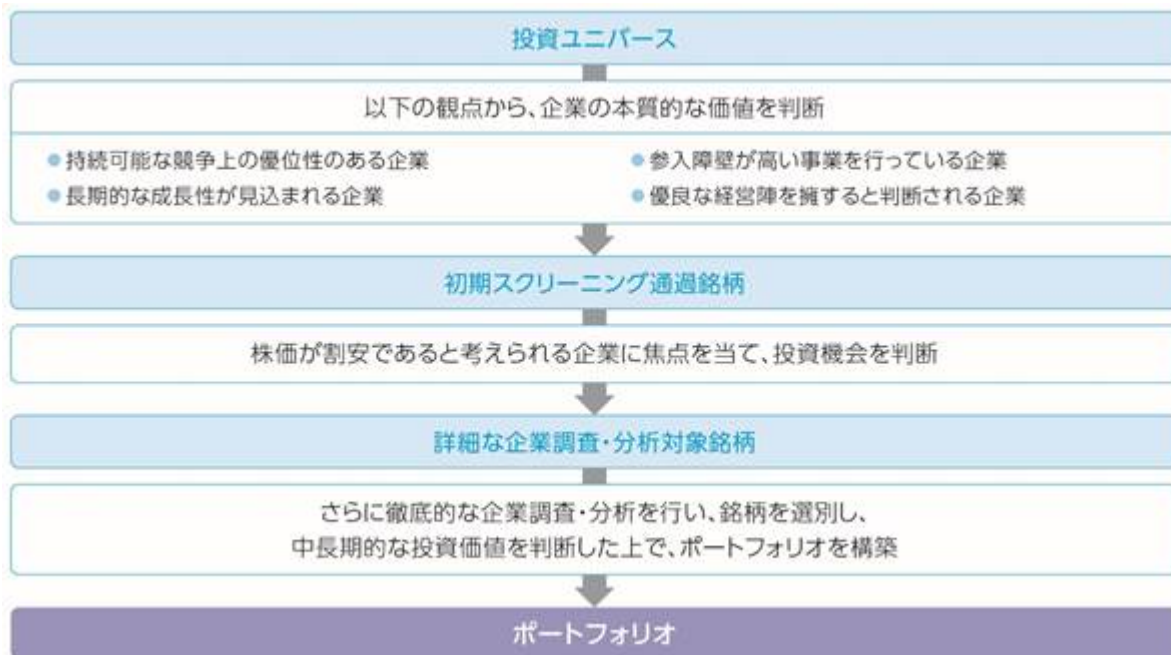 投資ユニバース
以下の観点から、企業の本質的な価値を判断
●持続可能な競争上の優位性のある企業
●参入障壁が高い事業を行っている企業
●長期的な成長性が見込まれる企業
●優良な経営陣を擁すると判断される企業
初期スクリーニング通過銘柄
株価が割安であると考えられる企業に焦点を当て、投資機会を判断
詳細な企業調査・分析対象銘柄
さらに徹底的な企業調査・分析を行い、銘柄を選別し、
中長期的な投資価値を判断した上で、ポートフォリオを構築
ポートフォリオ